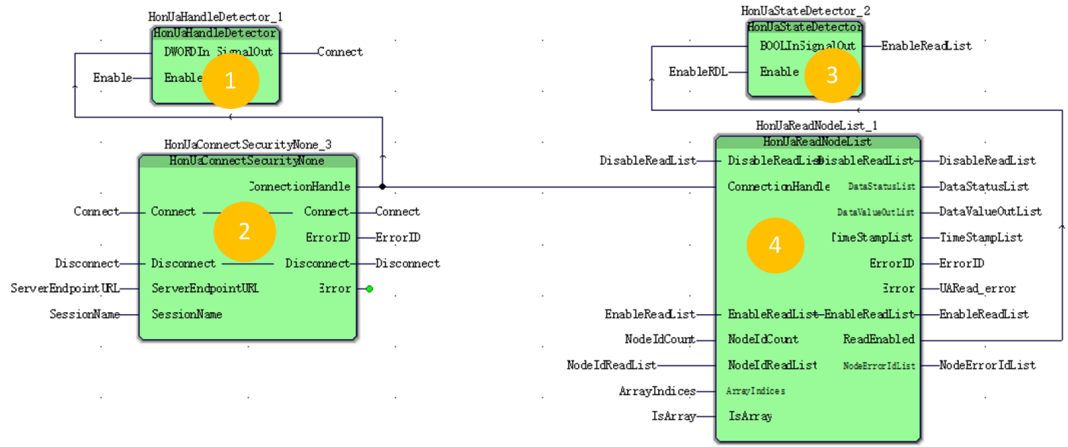 HonUaHandleDetector_1
HonUaHandleDetector
DWORDIn SignalOut Connect
Enable Enable
1
HonUaStateDetector_2
HonUaStateDetector
BOOLIn SignalOut EnableReadList
EnableRDL Enable
3
HonUaConnectSecurityNone_3
HonUaConnectSecurityNone
ConnectionHandle
Connect Connect Connect Connect
2
ErrorID ErrorID
Disconnect Disconnect Disconnect Disconnect
ServerEndpointURL ServerEndpointURL Error
SessionName SessionName
HonUaReadNodeList_1
HonUaReadNodeList
DisableReadList DisableReadList DisableReadList DisableReadList
ConnectionHandle DataStatusList DataStatusList
DataValueOutList DataValueOutList
4
TimeStampList TimeStampList
ErrorID ErrorID
Error UARead_error
EnableReadList EnableReadList EnableReadList EnableReadList
NodeIdCount NodeIdCount ReadEnabled
NodeIdReadList NodeIdReadList NodeErrorIdList NodeErrorIdList
ArrayIndices ArrayIndices
IsArray IsArray